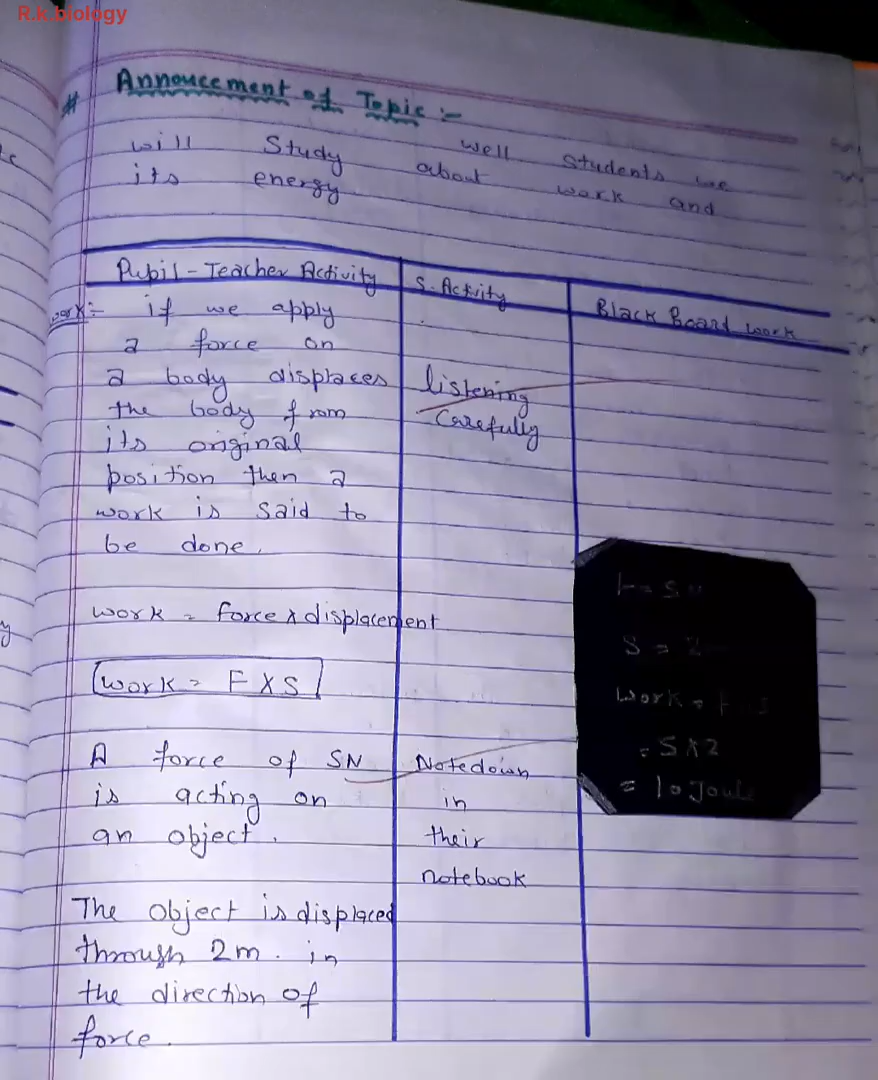 R.k.biology
# Annoucement of Topic :-
well students we
will study about work and
its energy
Pupil-Teacher Activity
S. Activity
Black Board work
work:- if we apply
a force on
a body displaces
the body from
its original
position then a
work is said to
be done.
listening
carefully
work = force x displacement
work = F X S
A force of 5N
is acting on
an object.
The object is displaced
through 2m. in
the direction of
force.
Notedown
in
their
notebook
S = 2
work =
= 5 X 2
= 10 Joule